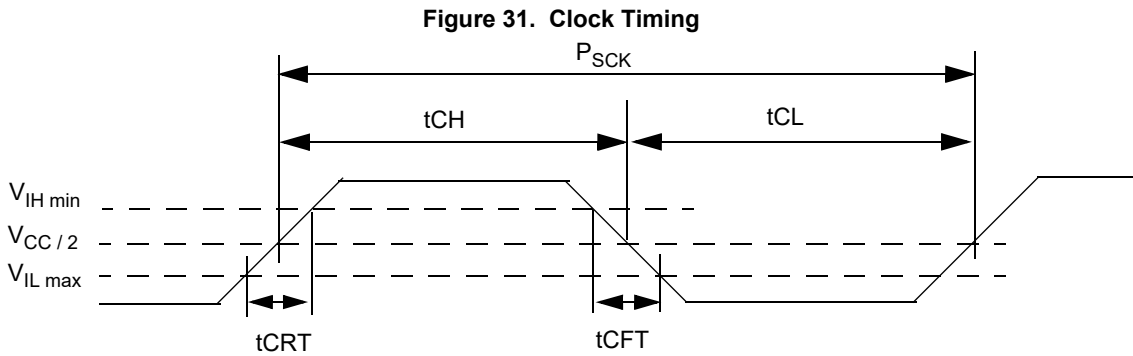 Figure 31. Clock Timing
PSCK
tCH
tCL
VIH min
VCC / 2
VIL max
tCRT
tCFT